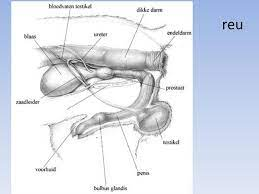 reu
bloedvaten testikel
dikke darm
ureter
endeldarm
blaas
prostaat
zaadleider
testikel
voorhuid
penis
bulbus glandis